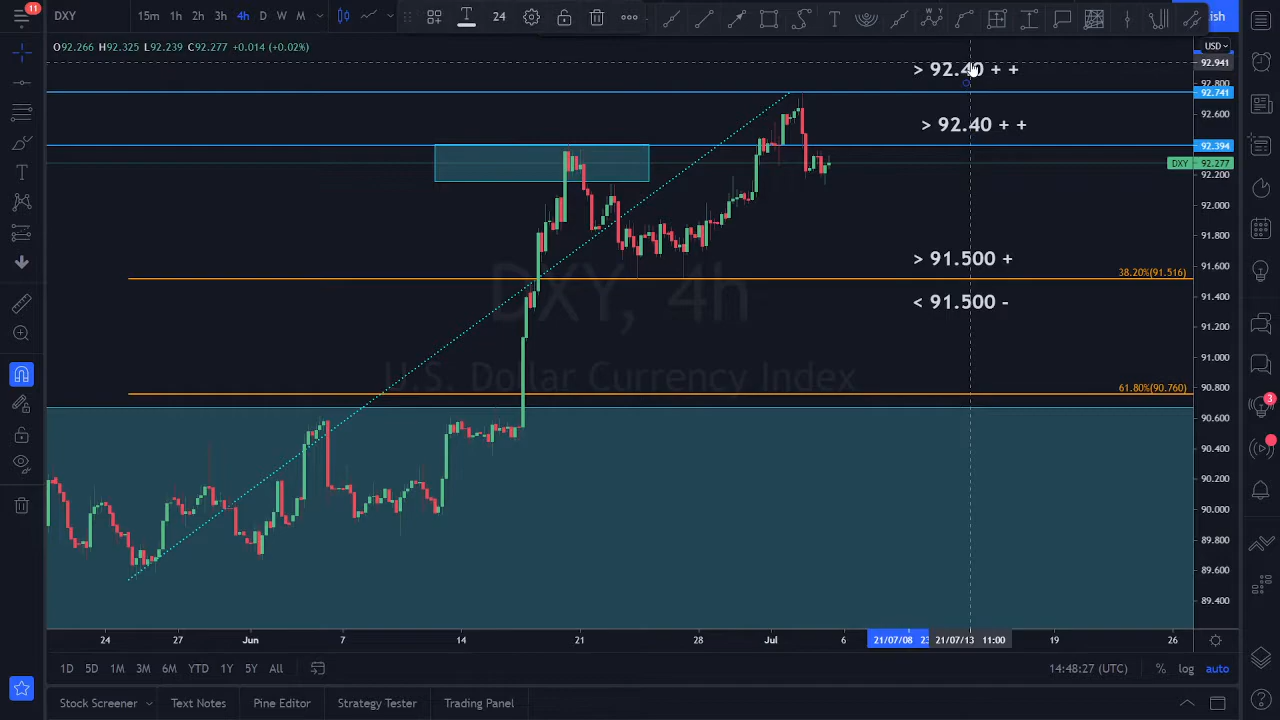 11
DXY
15m 1h 2h 3h 4h D W M
24
lish
O92.266 H92.325 L92.239 C92.277 +0.014 (+0.02%)
USD
> 92.40 + +
92.941
92.800
92.741
92.600
> 92.40 + +
92.394
DXY 92.277
92.200
92.000
91.800
> 91.500 +
38.20%(91.516)
91.600
< 91.500 -
91.400
DXY, 4h
91.200
91.000
U.S. Dollar Currency Index
61.80%(90.760)
90.800
90.600
3
90.400
90.200
90.000
89.800
89.600
89.400
24 27 Jun 7 14 21 28 Jul 6 21/07/08 23 21/07/13 11:00 19 26
1D 5D 1M 3M 6M YTD 1Y 5Y All
14:48:27 (UTC) % log auto
Stock Screener Text Notes Pine Editor Strategy Tester Trading Panel